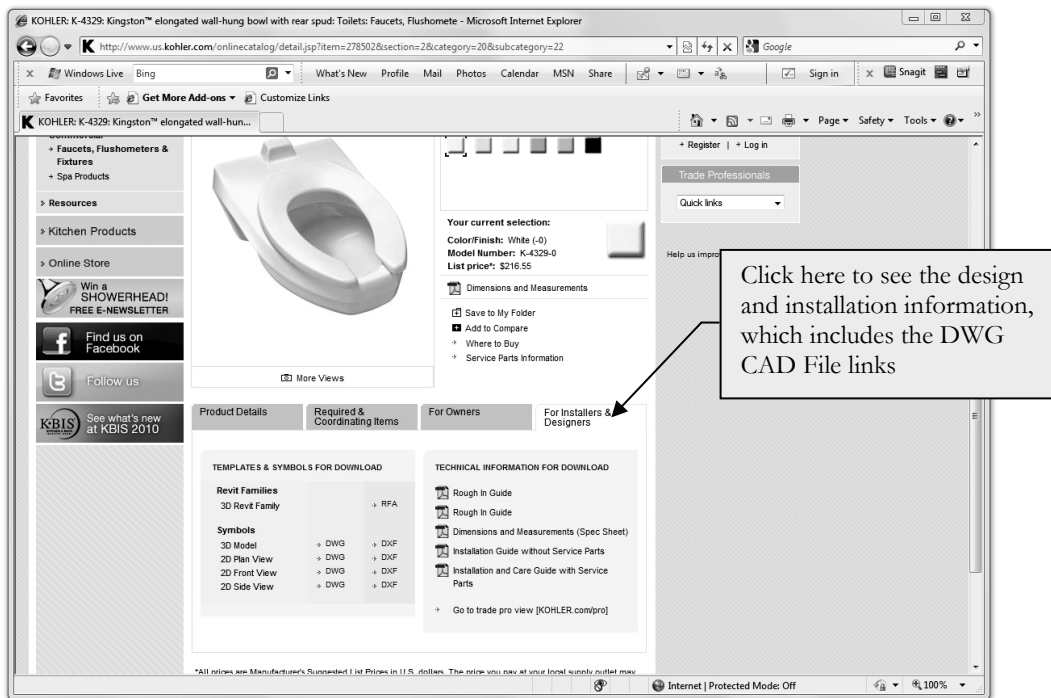 KOHLER: K-4329: Kingston™ elongated wall-hung bowl with rear spud: Toilets: Faucets, Flushomete - Microsoft Internet Explorer
http://www.us.kohler.com/onlinecatalog/detail.jsp?item=278502&section=2&category=20&subcategory=22
Google
Windows Live
Bing
What's New
Profile
Mail
Photos
Calendar
MSN
Share
Sign in
Snagit
Favorites
Get More Add-ons
Customize Links
KOHLER: K-4329: Kingston™ elongated wall-hun...
Page
Safety
Tools
Commercial
Faucets, Flushometers &
Fixtures
Spa Products
Resources
Kitchen Products
Online Store
Win a
SHOWERHEAD!
FREE E-NEWSLETTER
Find us on
Facebook
Follow us
K•BIS
See what's new
at KBIS 2010
More Views
Your current selection:
Color/Finish: White (-0)
Model Number: K-4329-0
List price*: $216.55
Dimensions and Measurements
Save to My Folder
Add to Compare
Where to Buy
Service Parts Information
Register | Log in
Trade Professionals
Quick links
Help us impro
Click here to see the design
and installation information,
which includes the DWG
CAD File links
Product Details
Required &
Coordinating Items
For Owners
For Installers &
Designers
TEMPLATES & SYMBOLS FOR DOWNLOAD
Revit Families
3D Revit Family RFA
Symbols
3D Model DWG DXF
2D Plan View DWG DXF
2D Front View DWG DXF
2D Side View DWG DXF
TECHNICAL INFORMATION FOR DOWNLOAD
Rough In Guide
Rough In Guide
Dimensions and Measurements (Spec Sheet)
Installation Guide without Service Parts
Installation and Care Guide with Service
Parts
Go to trade pro view [KOHLER.com/pro]
*All prices are Manufacturer's Suggested List Prices in U.S. dollars. The price you pay at your local supply outlet may
Internet | Protected Mode: Off
100%